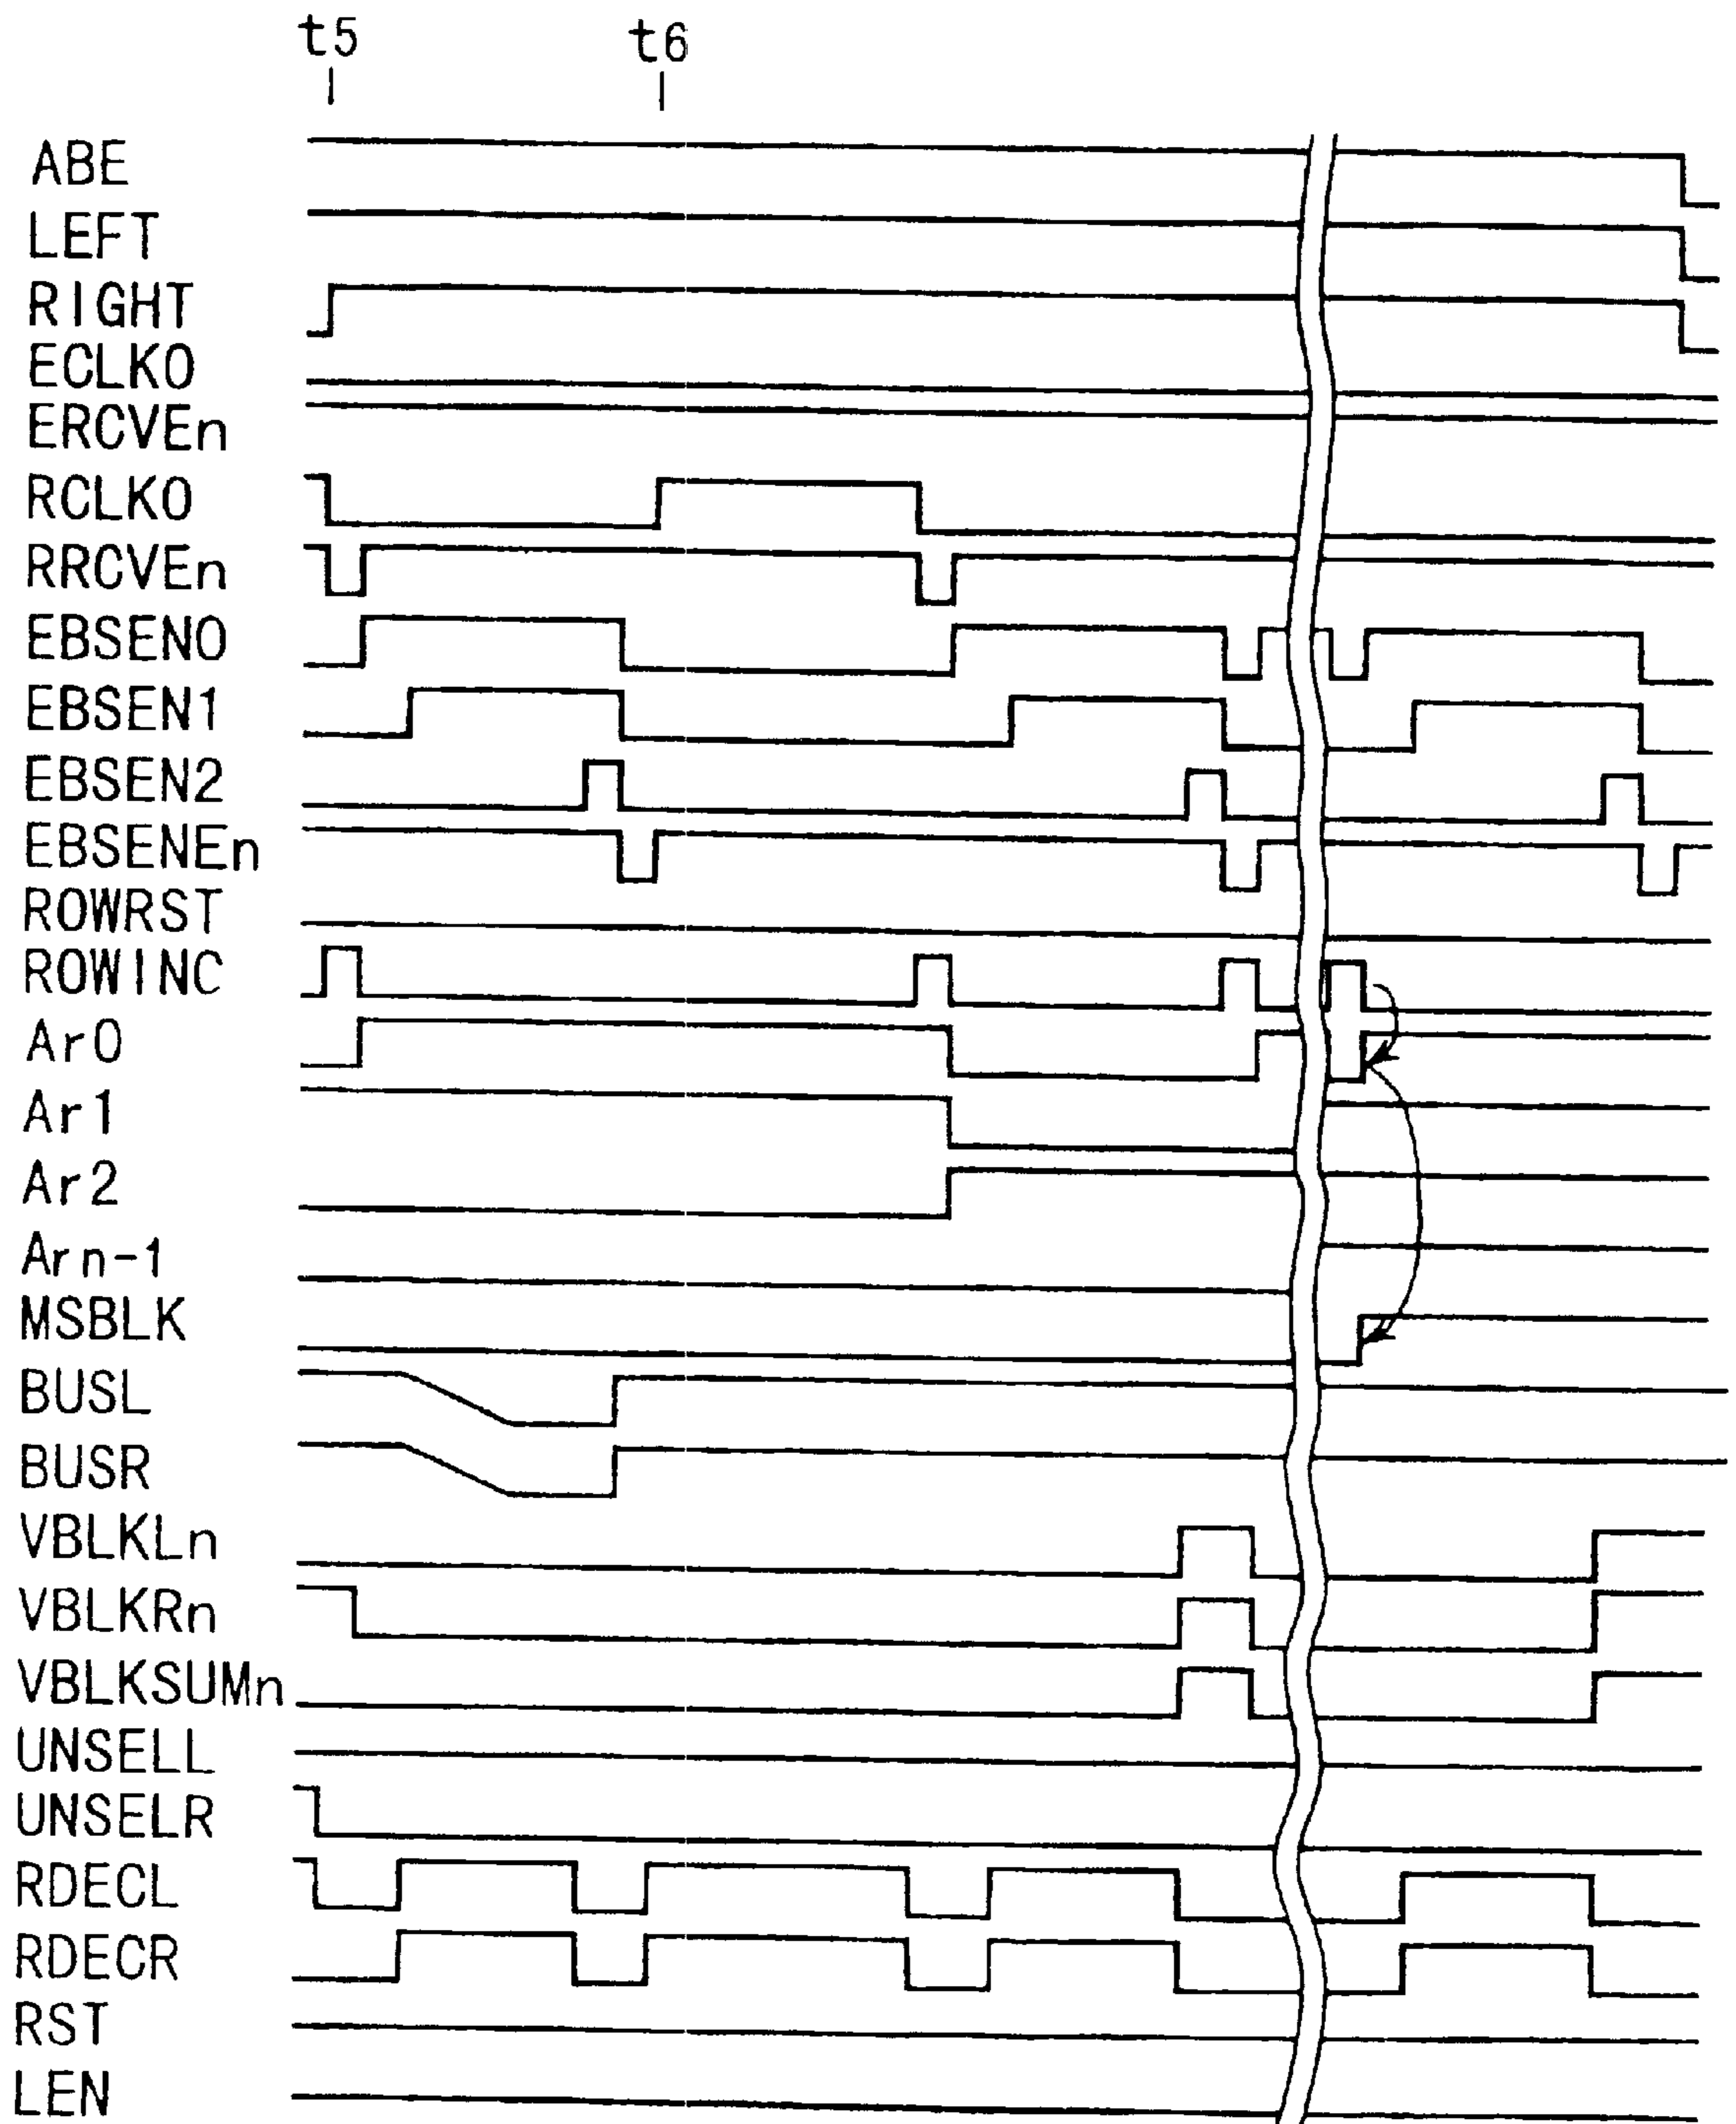 t5 t6
ABE
LEFT
RIGHT
ECLK0
ERCVEn
RCLK0
RRCVEn
EBSEN0
EBSEN1
EBSEN2
EBSENEn
ROWRST
ROWINC
Ar0
Ar1
Ar2
Arn-1
MSBLK
BUSL
BUSR
VBLKLn
VBLKRn
VBLKSUMn
UNSELL
UNSELR
RDECL
RDECR
RST
LEN